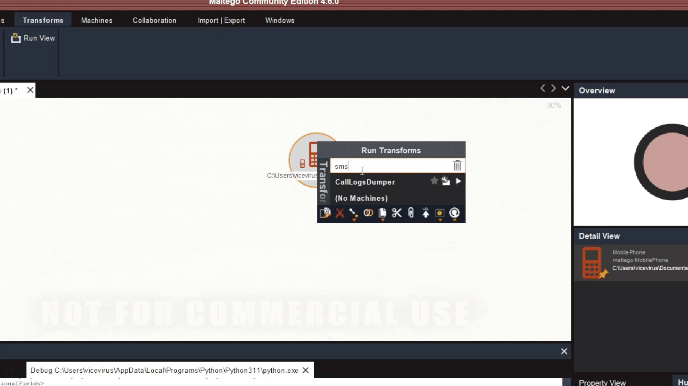 Maltego Community Edition 4.6.0
s Transforms Machines Collaboration Import | Export Windows
Run View
(1) *
Overview
80%
Run Transforms
sms
Transfor
C:\Users\vicevirus
CallLogsDumper
(No Machines)
Detail View
Mobile Phone
maltego.MobilePhone
C:\Users\vicevirus\Documents
NOT FOR COMMERCIAL USE
Debug C:\Users\vicevirus\AppData\Local\Programs\Python\Python311\python.exe
ionalFields>
Property View Hu